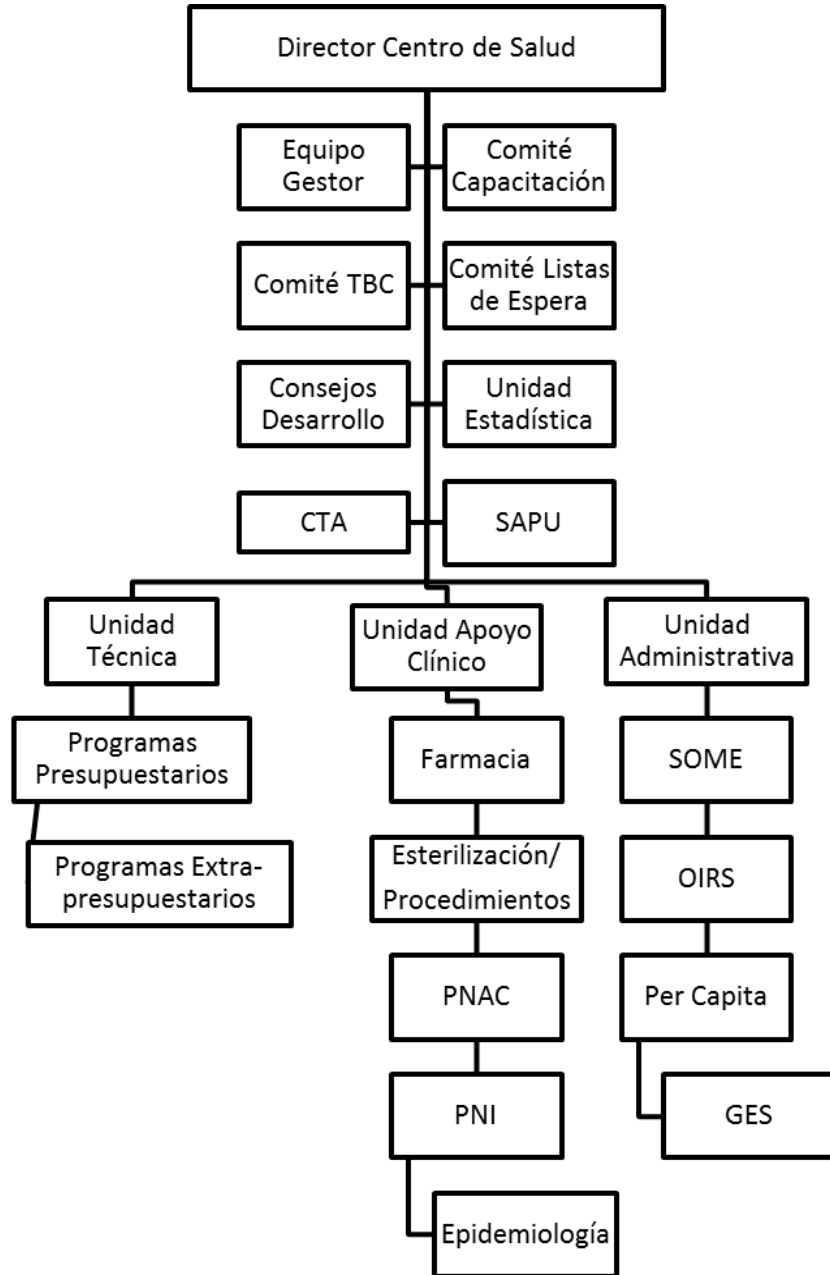 Director Centro de Salud
Equipo
Gestor
Comité
Capacitación
Comité TBC
Comité Listas
de Espera
Consejos
Desarrollo
Unidad
Estadística
CTA
SAPU
Unidad
Técnica
Unidad Apoyo
Clínico
Unidad
Administrativa
Programas
Presupuestarios
Farmacia
SOME
Programas Extra-
presupuestarios
Esterilización/
Procedimientos
OIRS
PNAC
Per Capita
PNI
GES
Epidemiología